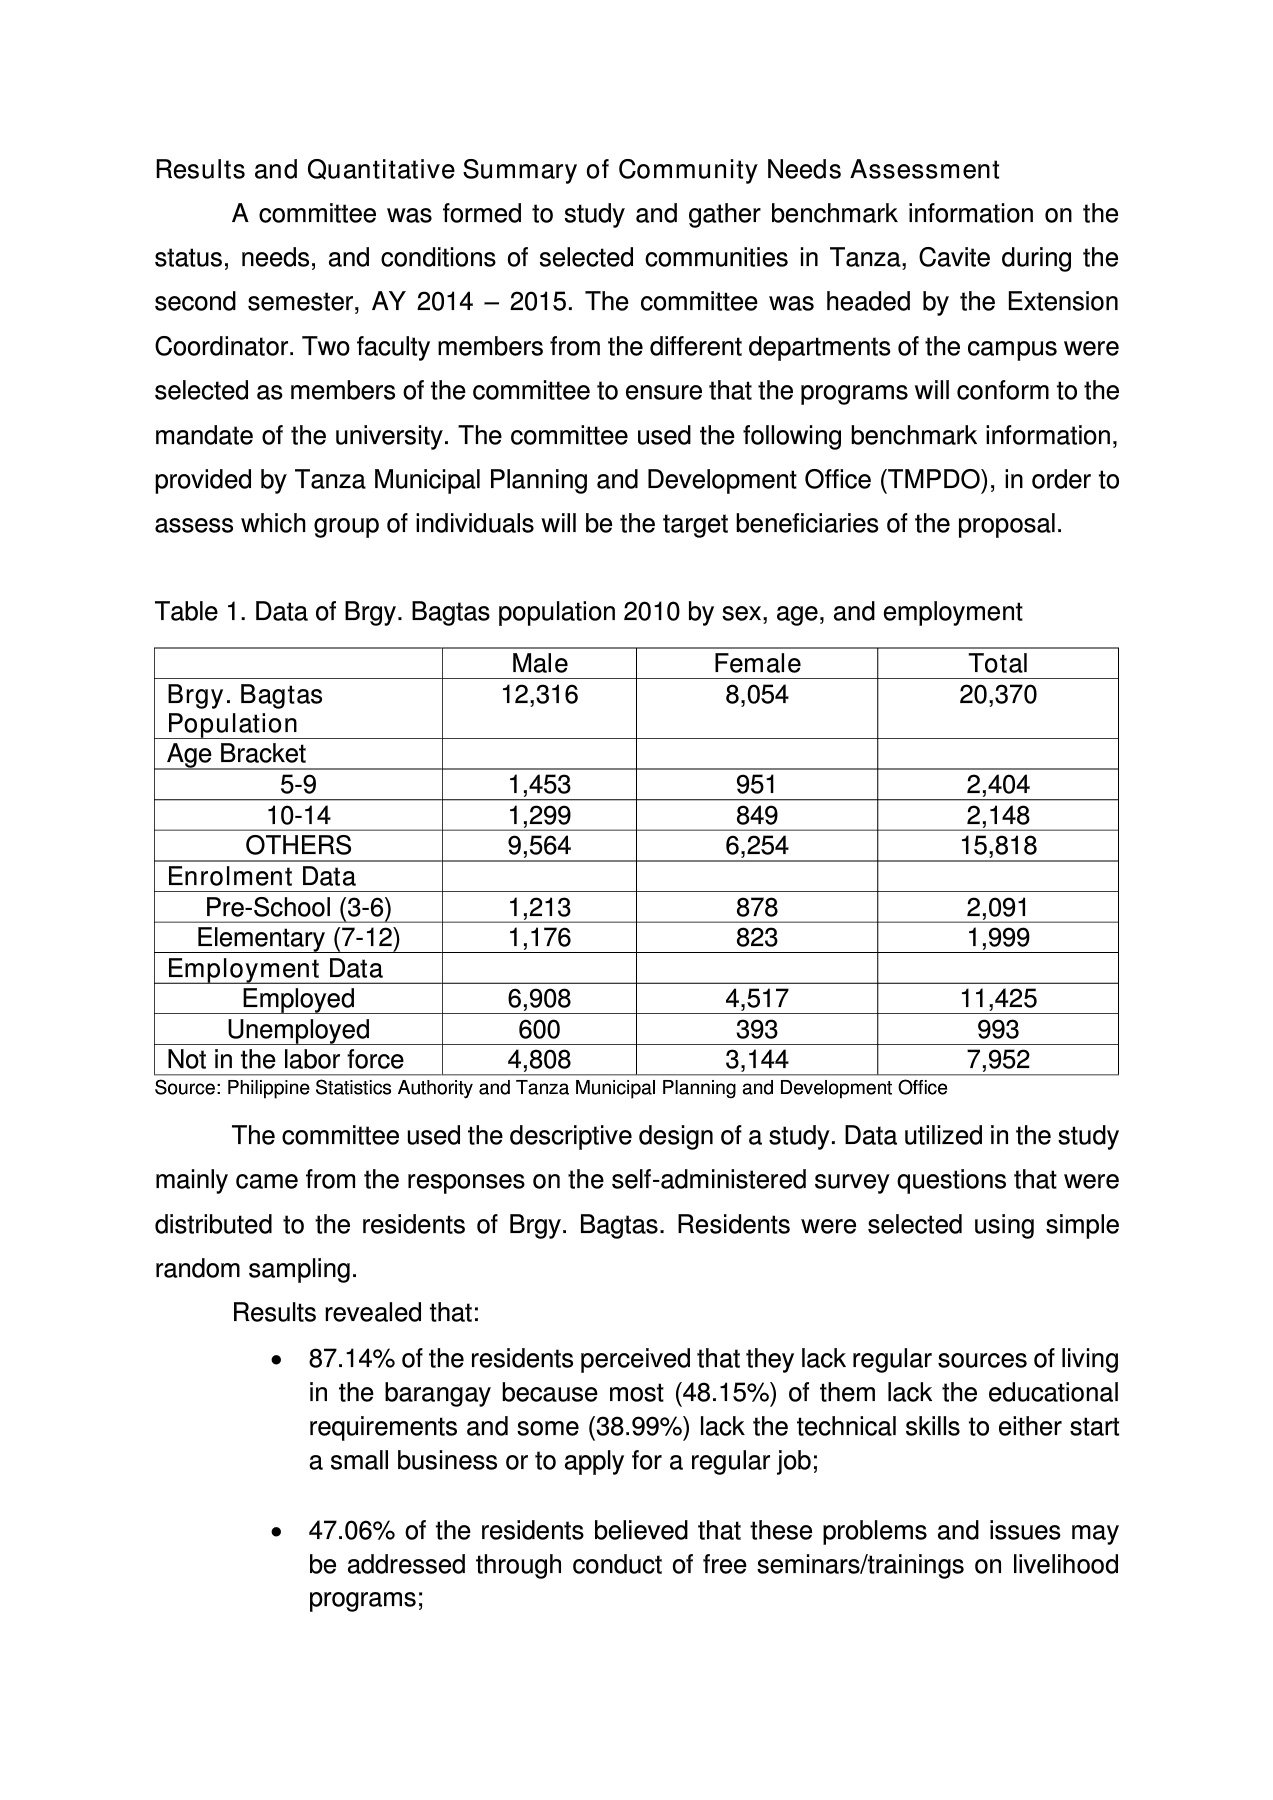 Results and Quantitative Summary of Community Needs Assessment
A committee was formed to study and gather benchmark information on the
status, needs, and conditions of selected communities in Tanza, Cavite during the
second semester, AY 2014 – 2015. The committee was headed by the Extension
Coordinator. Two faculty members from the different departments of the campus were
selected as members of the committee to ensure that the programs will conform to the
mandate of the university. The committee used the following benchmark information,
provided by Tanza Municipal Planning and Development Office (TMPDO), in order to
assess which group of individuals will be the target beneficiaries of the proposal.
Table 1. Data of Brgy. Bagtas population 2010 by sex, age, and employment
Male Female Total
Brgy. Bagtas 12,316 8,054 20,370
Population
Age Bracket
5-9 1,453 951 2,404
10-14 1,299 849 2,148
OTHERS 9,564 6,254 15,818
Enrolment Data
Pre-School (3-6) 1,213 878 2,091
Elementary (7-12) 1,176 823 1,999
Employment Data
Employed 6,908 4,517 11,425
Unemployed 600 393 993
Not in the labor force 4,808 3,144 7,952
Source: Philippine Statistics Authority and Tanza Municipal Planning and Development Office
The committee used the descriptive design of a study. Data utilized in the study
mainly came from the responses on the self-administered survey questions that were
distributed to the residents of Brgy. Bagtas. Residents were selected using simple
random sampling.
Results revealed that:
• 87.14% of the residents perceived that they lack regular sources of living
in the barangay because most (48.15%) of them lack the educational
requirements and some (38.99%) lack the technical skills to either start
a small business or to apply for a regular job;
• 47.06% of the residents believed that these problems and issues may
be addressed through conduct of free seminars/trainings on livelihood
programs;